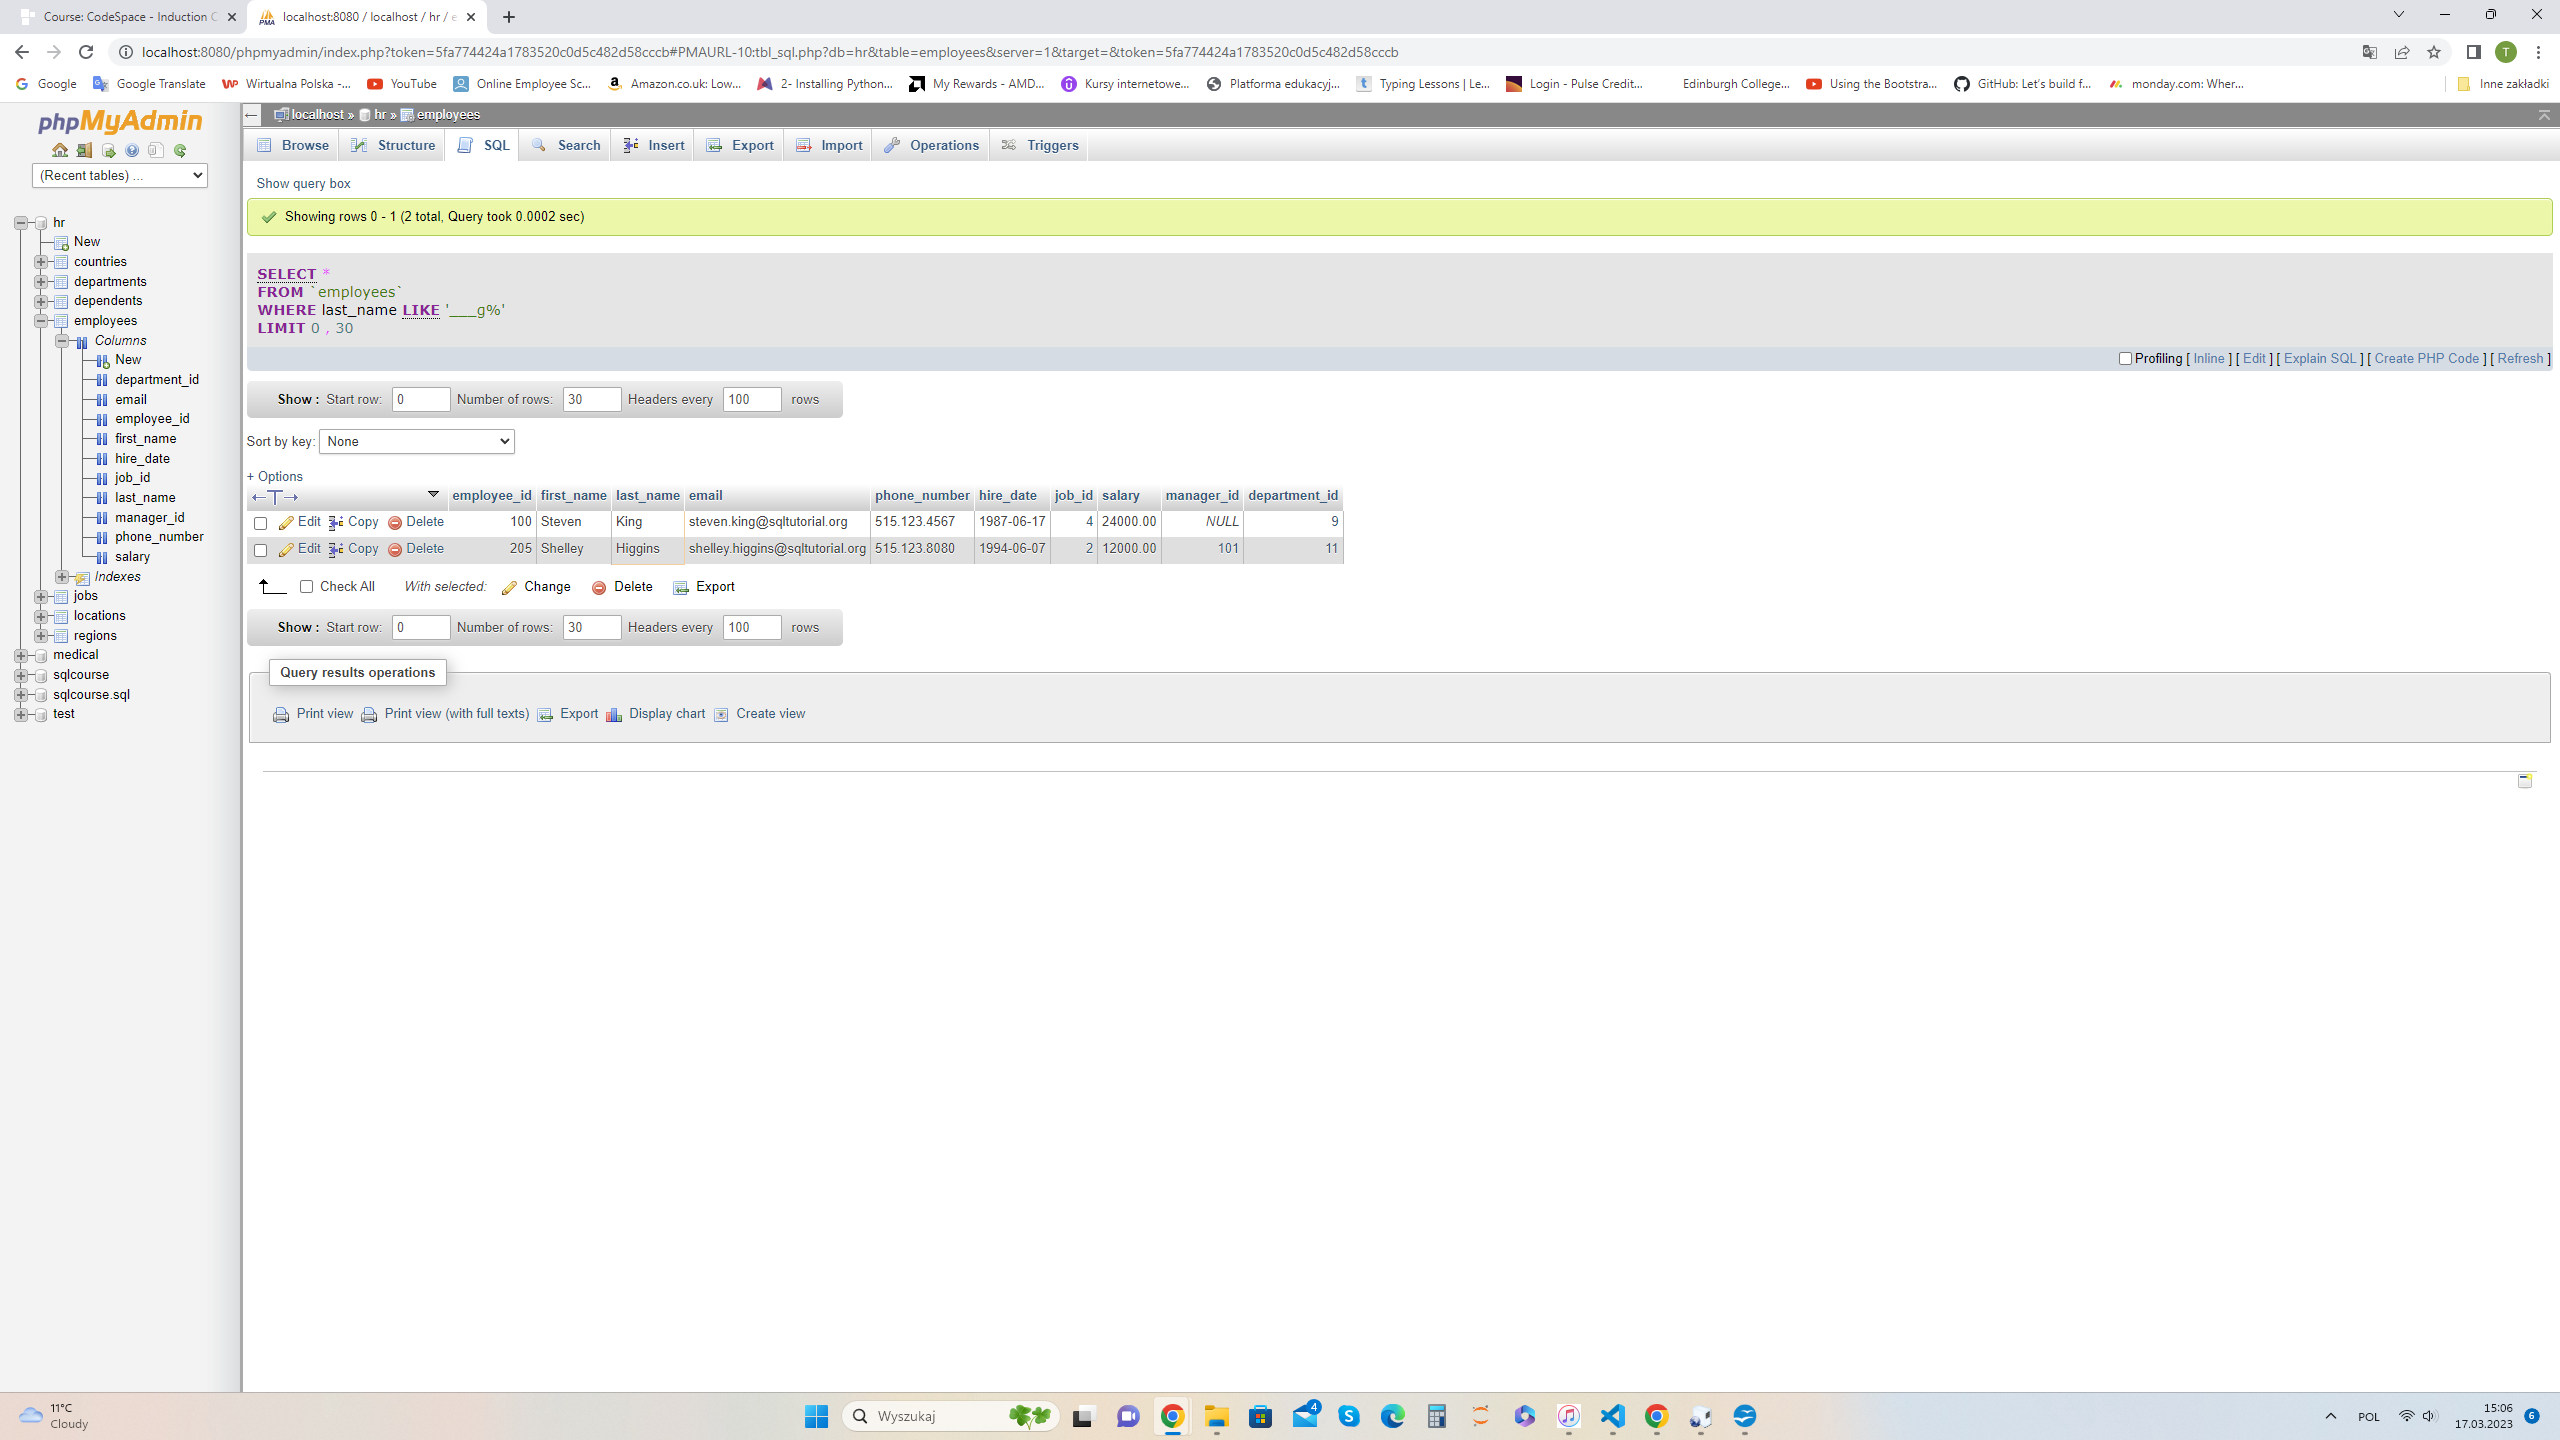 Course: CodeSpace - Induction C
localhost:8080 / localhost / hr / e
localhost:8080/phpmyadmin/index.php?token=5fa774424a1783520c0d5c482d58cccb#PMAURL-10:tbl_sql.php?db=hr&table=employees&server=1&target=&token=5fa774424a1783520c0d5c482d58cccb
T
Google Google Translate Wirtualna Polska -... YouTube Online Employee Sc... Amazon.co.uk: Low... 2- Installing Python... My Rewards - AMD... Kursy internetowe... Platforma edukacyj... Typing Lessons | Le... Login - Pulse Credit... Edinburgh College... Using the Bootstra... GitHub: Let's build f... monday.com: Wher... Inne zakładki
phpMyAdmin
(Recent tables) ...
hr
New
countries
departments
dependents
employees
Columns
New
department_id
email
employee_id
first_name
hire_date
job_id
last_name
manager_id
phone_number
salary
Indexes
jobs
locations
regions
medical
sqlcourse
sqlcourse.sql
test
localhost » hr » employees
Browse Structure SQL Search Insert Export Import Operations Triggers
Show query box
Showing rows 0 - 1 (2 total, Query took 0.0002 sec)
SELECT *
FROM `employees`
WHERE last_name LIKE '___g%'
LIMIT 0 , 30
Profiling [ Inline ] [ Edit ] [ Explain SQL ] [ Create PHP Code ] [ Refresh ]
Show : Start row: 0 Number of rows: 30 Headers every 100 rows
Sort by key: None
+ Options
employee_id first_name last_name email phone_number hire_date job_id salary manager_id department_id
Edit Copy Delete 100 Steven King steven.king@sqltutorial.org 515.123.4567 1987-06-17 4 24000.00 NULL 9
Edit Copy Delete 205 Shelley Higgins shelley.higgins@sqltutorial.org 515.123.8080 1994-06-07 2 12000.00 101 11
Check All With selected: Change Delete Export
Show : Start row: 0 Number of rows: 30 Headers every 100 rows
Query results operations
Print view Print view (with full texts) Export Display chart Create view
11°C
Cloudy
Wyszukaj
4
POL
15:06
17.03.2023
6